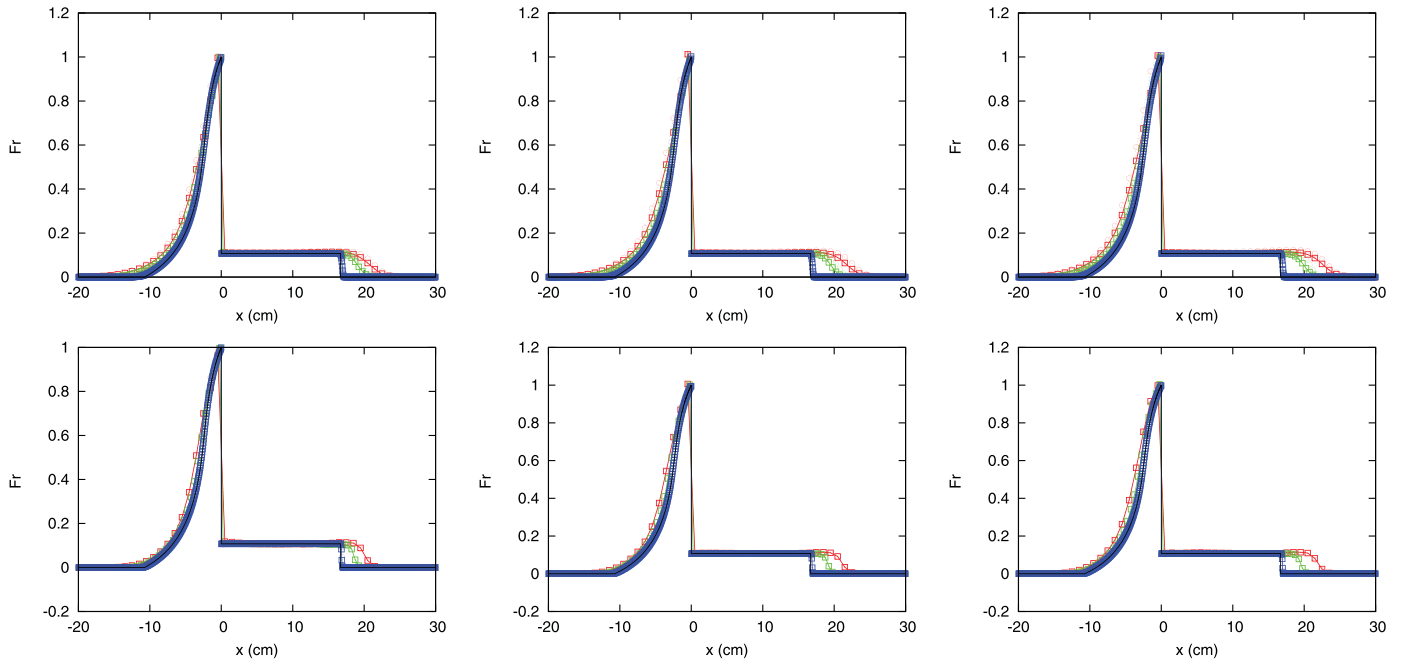 1.2 1.2 1.2
1 1 1
0.8 0.8 0.8
Fr 0.6 Fr 0.6 Fr 0.6
0.4 0.4 0.4
0.2 0.2 0.2
0 0 0
-20 -10 0 10 20 30 -20 -10 0 10 20 30 -20 -10 0 10 20 30
x (cm) x (cm) x (cm)
1 1.2 1.2
0.8 1 1
0.6 0.8 0.8
Fr 0.4 Fr 0.6 Fr 0.6
0.2 0.4 0.4
0 0.2 0.2
-0.2 0 0
-0.2 -0.2
-20 -10 0 10 20 30 -20 -10 0 10 20 30 -20 -10 0 10 20 30
x (cm) x (cm) x (cm)